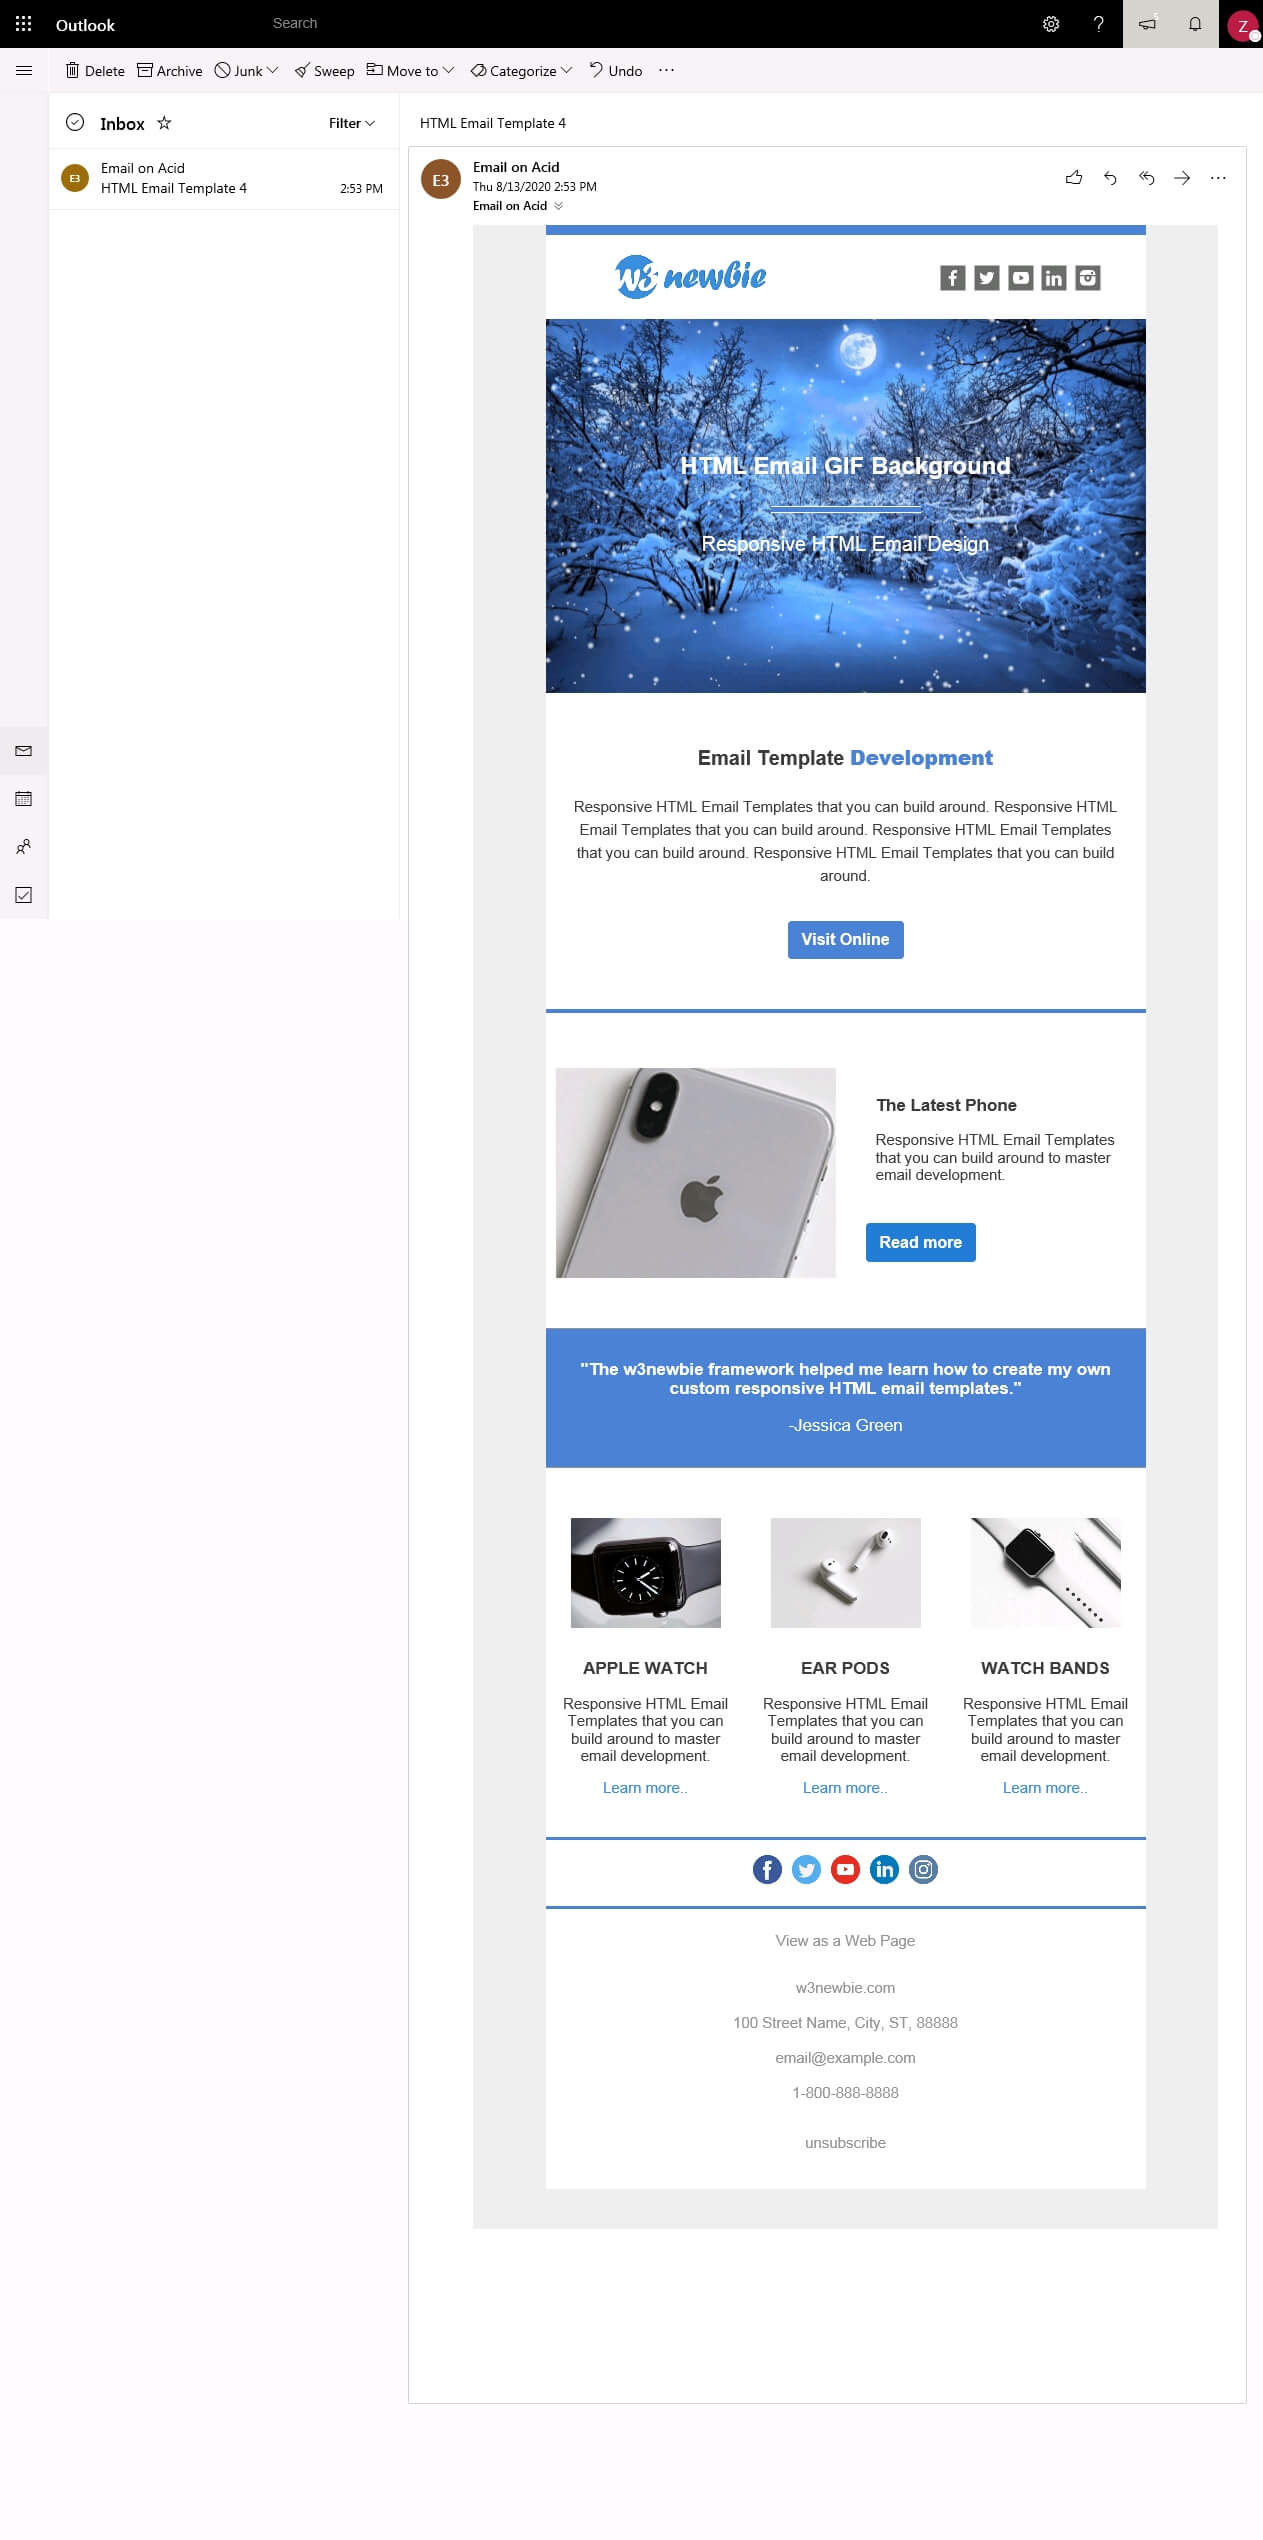 Outlook
Search
Z
Delete
Archive
Junk
Sweep
Move to
Categorize
Undo
Inbox
Filter
E3
Email on Acid
HTML Email Template 4
2:53 PM
HTML Email Template 4
E3
Email on Acid
Thu 8/13/2020 2:53 PM
Email on Acid
w3 newbie
HTML Email GIF Background
Responsive HTML Email Design
Email Template Development
Responsive HTML Email Templates that you can build around. Responsive HTML
Email Templates that you can build around. Responsive HTML Email Templates
that you can build around. Responsive HTML Email Templates that you can build
around.
Visit Online
The Latest Phone
Responsive HTML Email Templates
that you can build around to master
email development.
Read more
"The w3newbie framework helped me learn how to create my own
custom responsive HTML email templates."
-Jessica Green
APPLE WATCH
Responsive HTML Email
Templates that you can
build around to master
email development.
Learn more..
EAR PODS
Responsive HTML Email
Templates that you can
build around to master
email development.
Learn more..
WATCH BANDS
Responsive HTML Email
Templates that you can
build around to master
email development.
Learn more..
View as a Web Page
w3newbie.com
100 Street Name, City, ST, 88888
email@example.com
1-800-888-8888
unsubscribe